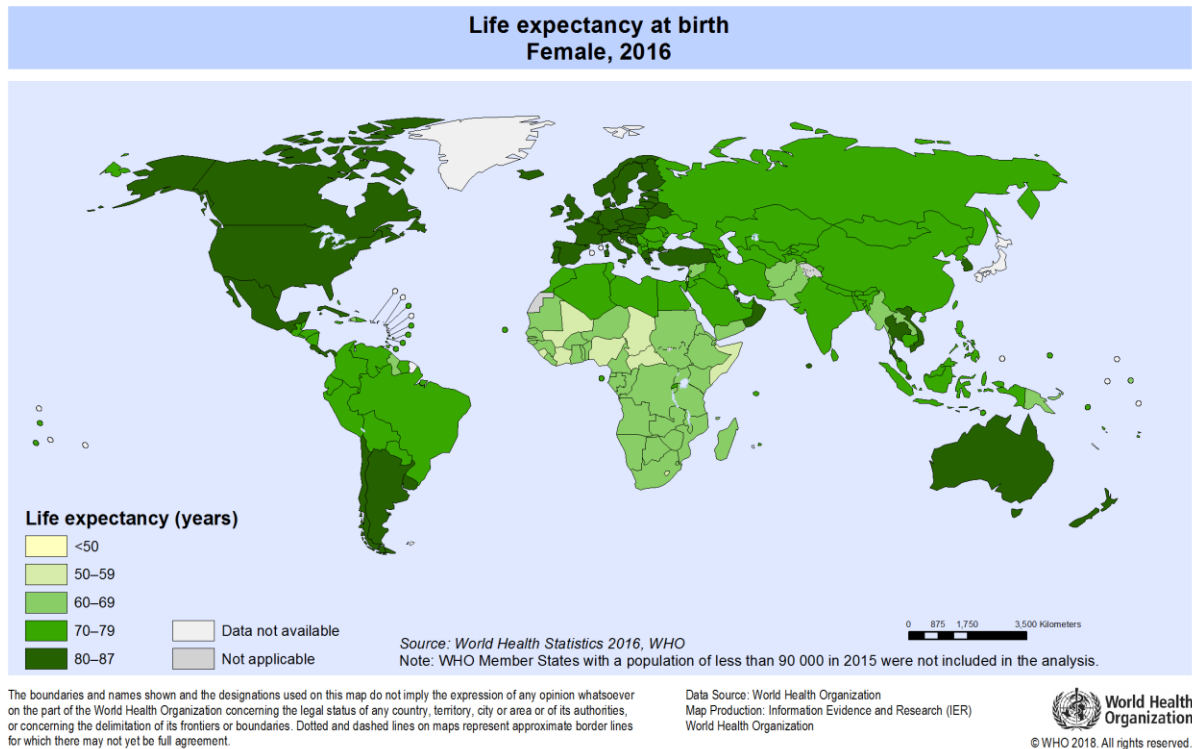 Life expectancy at birth
Female, 2016
Life expectancy (years)
<50
50–59
60–69
70–79
80–87
Data not available
Not applicable
Source: World Health Statistics 2016, WHO
Note: WHO Member States with a population of less than 90 000 in 2015 were not included in the analysis.
0 875 1,750 3,500 Kilometers
The boundaries and names shown and the designations used on this map do not imply the expression of any opinion whatsoever
on the part of the World Health Organization concerning the legal status of any country, territory, city or area or of its authorities,
or concerning the delimitation of its frontiers or boundaries. Dotted and dashed lines on maps represent approximate border lines
for which there may not yet be full agreement.
Data Source: World Health Organization
Map Production: Information Evidence and Research (IER)
World Health Organization
World Health
Organization
© WHO 2018. All rights reserved.